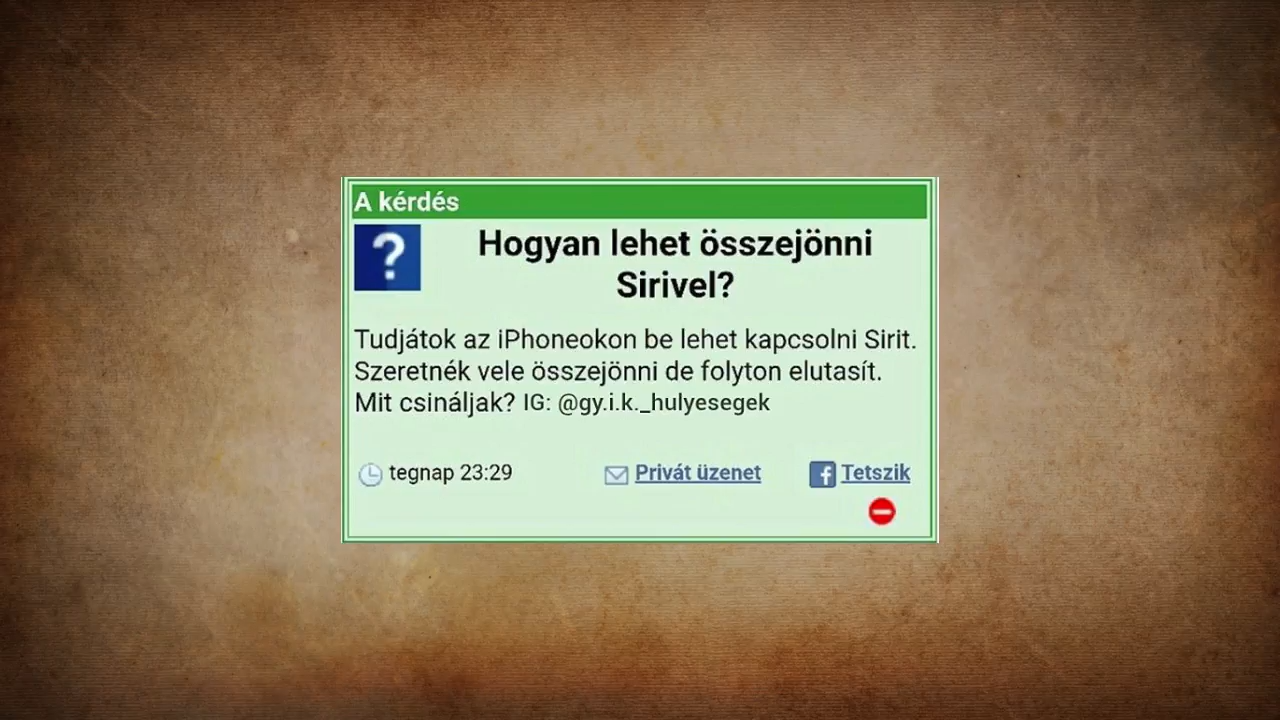 A kérdés
?
Hogyan lehet összejönni
Sirivel?
Tudjátok az iPhoneokon be lehet kapcsolni Sirit.
Szeretnék vele összejönni de folyton elutasít.
Mit csináljak? IG: @gy.i.k._hulyesegek
tegnap 23:29 Privát üzenet f Tetszik